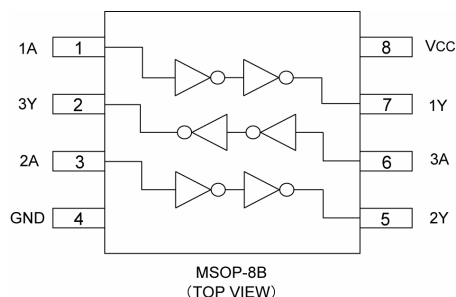 1A 1 8 VCC
3Y 2 7 1Y
2A 3 6 3A
GND 4 5 2Y
MSOP-8B
(TOP VIEW)